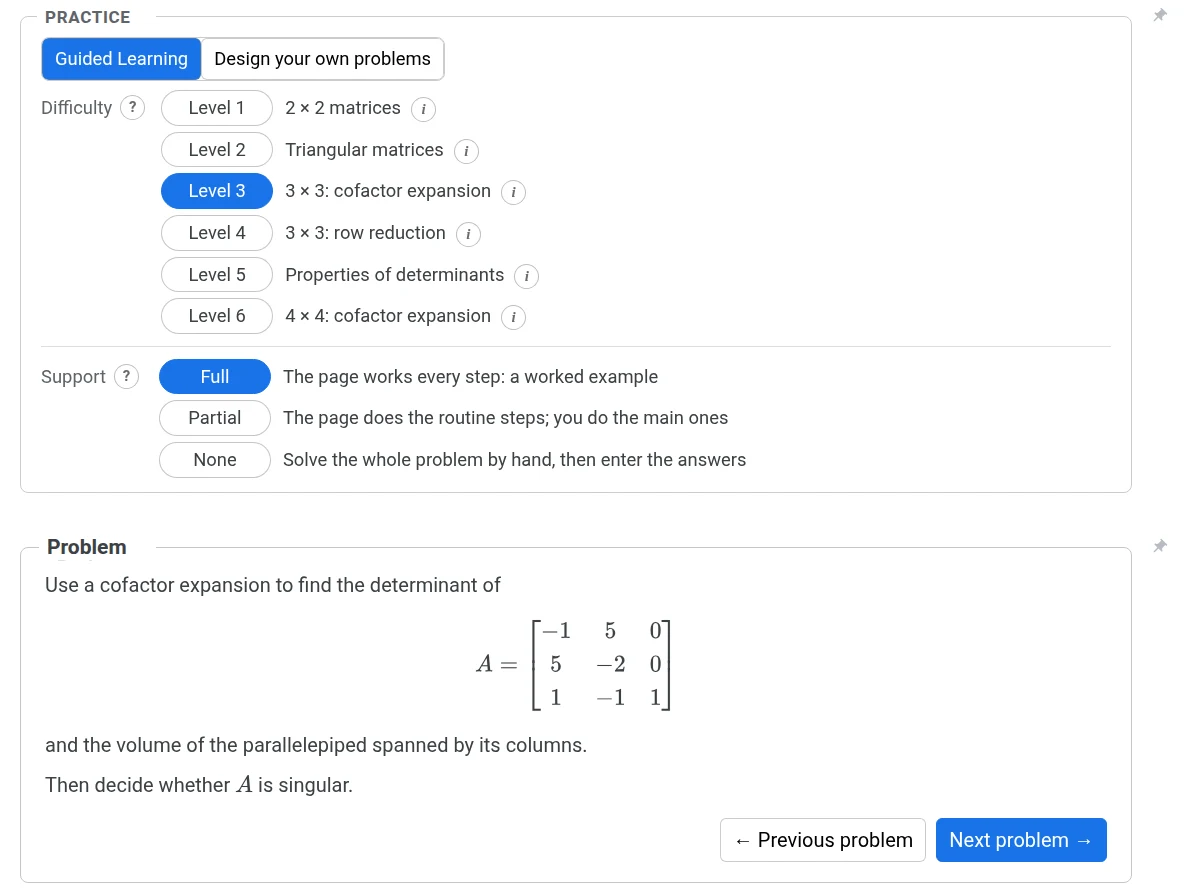 PRACTICE
Guided Learning Design your own problems
Difficulty ? Level 1 2 × 2 matrices i
Level 2 Triangular matrices i
Level 3 3 × 3: cofactor expansion i
Level 4 3 × 3: row reduction i
Level 5 Properties of determinants i
Level 6 4 × 4: cofactor expansion i
Support ? Full The page works every step: a worked example
Partial The page does the routine steps; you do the main ones
None Solve the whole problem by hand, then enter the answers
Problem
Use a cofactor expansion to find the determinant of
−1 5 0
A = 5 −2 0
1 −1 1
and the volume of the parallelepiped spanned by its columns.
Then decide whether A is singular.
← Previous problem Next problem →